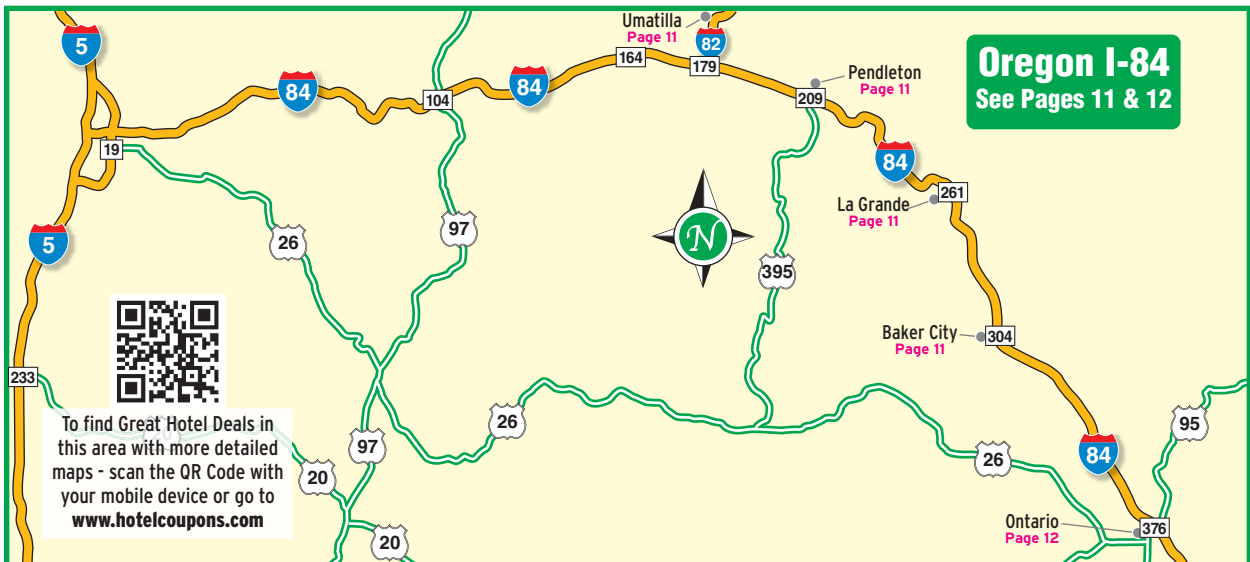 Umatilla
Page 11
5
82
84
84
164
179
Oregon I-84
See Pages 11 & 12
Pendleton
Page 11
104
209
19
84
261
La Grande
Page 11
5
26
97
N
395
Baker City
Page 11
304
233
To find Great Hotel Deals in
this area with more detailed
maps - scan the QR Code with
your mobile device or go to
www.hotelcoupons.com
20
26
95
97
84
26
20
Ontario
Page 12
376
20